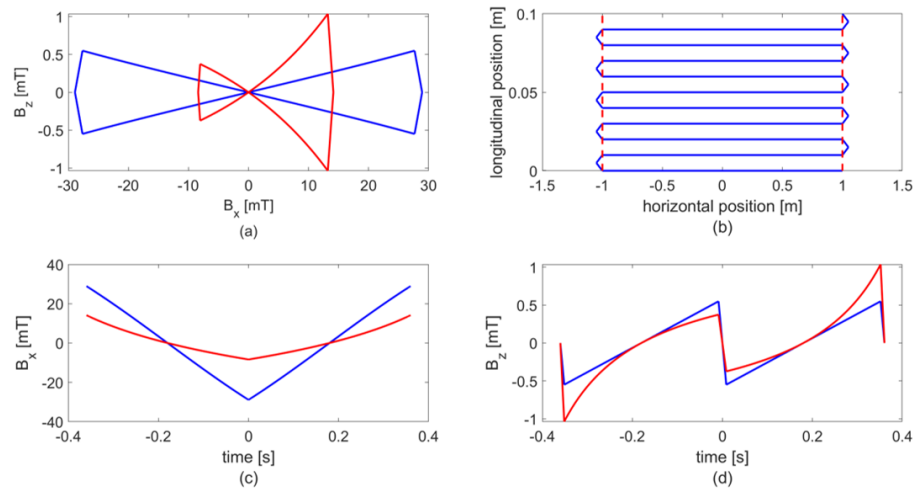 1
0.5
0
-0.5
-1
B_z [mT]
-30 -20 -10 0 10 20 30
B_x [mT]
(a)
0.1
0.05
0
longitudinal position [m]
-1.5 -1 -0.5 0 0.5 1 1.5
horizontal position [m]
(b)
40
20
0
-20
-40
B_x [mT]
-0.4 -0.2 0 0.2 0.4
time [s]
(c)
1
0.5
0
-0.5
-1
B_z [mT]
-0.4 -0.2 0 0.2 0.4
time [s]
(d)